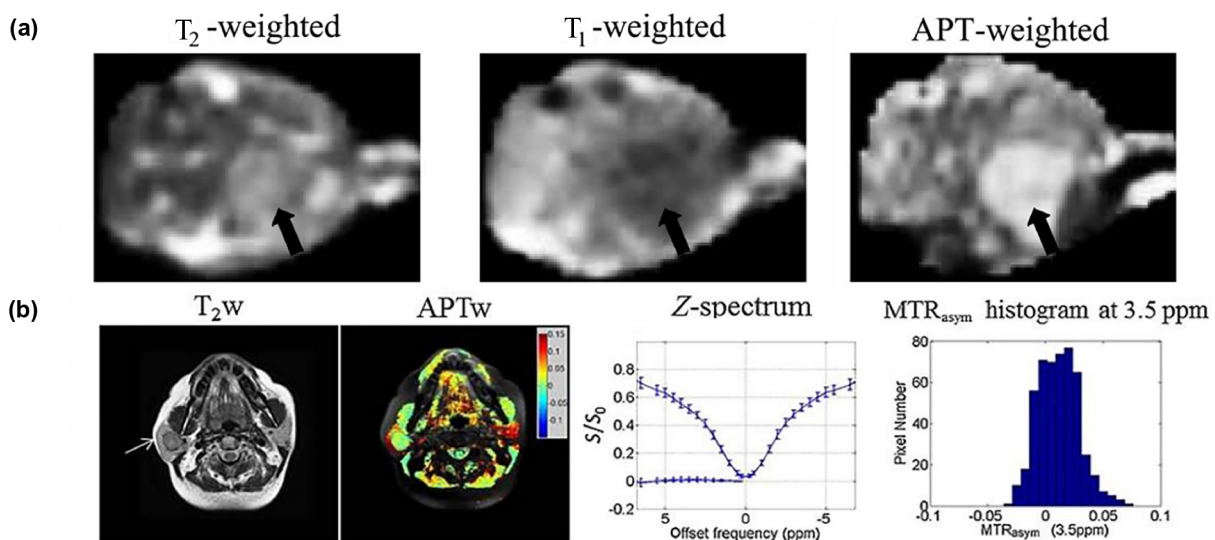 (a)
T2 -weighted
T1 -weighted
APT-weighted
(b)
T2w
APTw
Z-spectrum
MTRasym histogram at 3.5 ppm
0.15
0.1
0.05
0
-0.05
-0.1
S/S0
0.8
0.6
0.4
0.2
0
-0.2
5
0
-5
Offset frequency (ppm)
Pixel Number
80
60
40
20
0
-0.1
-0.05
0
0.05
0.1
MTRasym (3.5ppm)